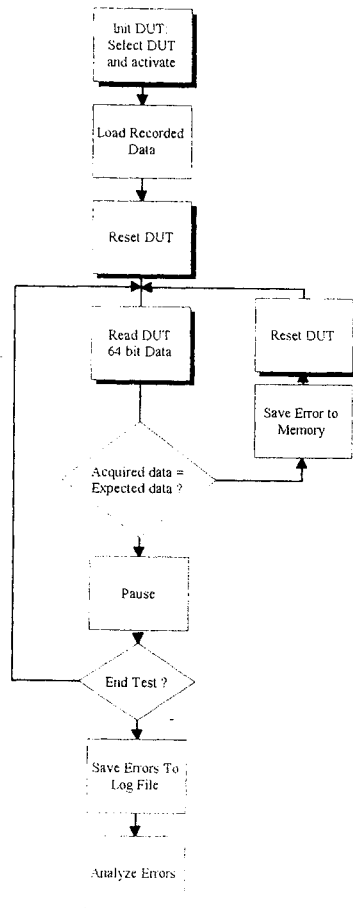 Init DUT:
Select DUT
and activate
Load Recorded
Data
Reset DUT
Read DUT
64 bit Data
Reset DUT
Save Error to
Memory
Acquired data =
Expected data ?
Pause
End Test ?
Save Errors To
Log File
Analyze Errors